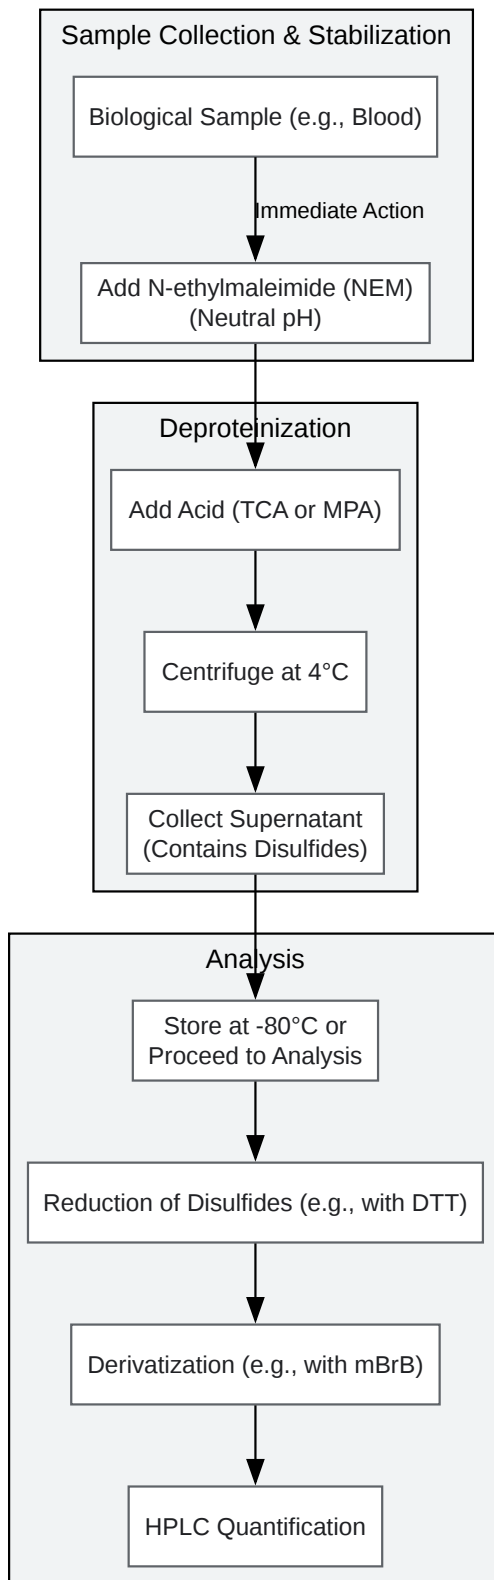 Sample Collection & Stabilization
Biological Sample (e.g., Blood)
Immediate Action
Add N-ethylmaleimide (NEM)
(Neutral pH)
Deproteinization
Add Acid (TCA or MPA)
Centrifuge at 4°C
Collect Supernatant
(Contains Disulfides)
Analysis
Store at -80°C or
Proceed to Analysis
Reduction of Disulfides (e.g., with DTT)
Derivatization (e.g., with mBrB)
HPLC Quantification